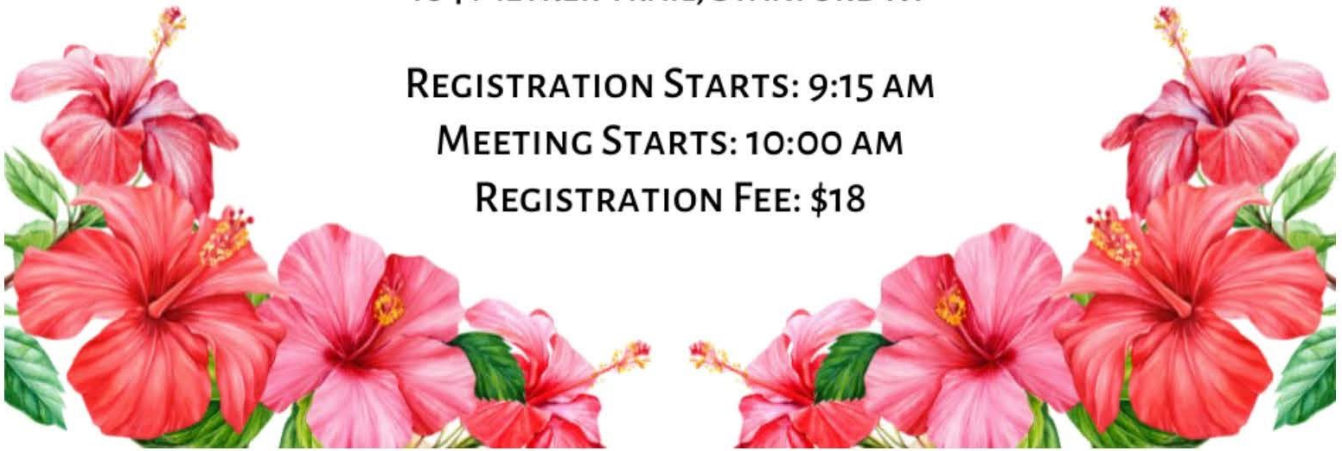 Registration Starts: 9:15 am
Meeting Starts: 10:00 am
Registration Fee: $18